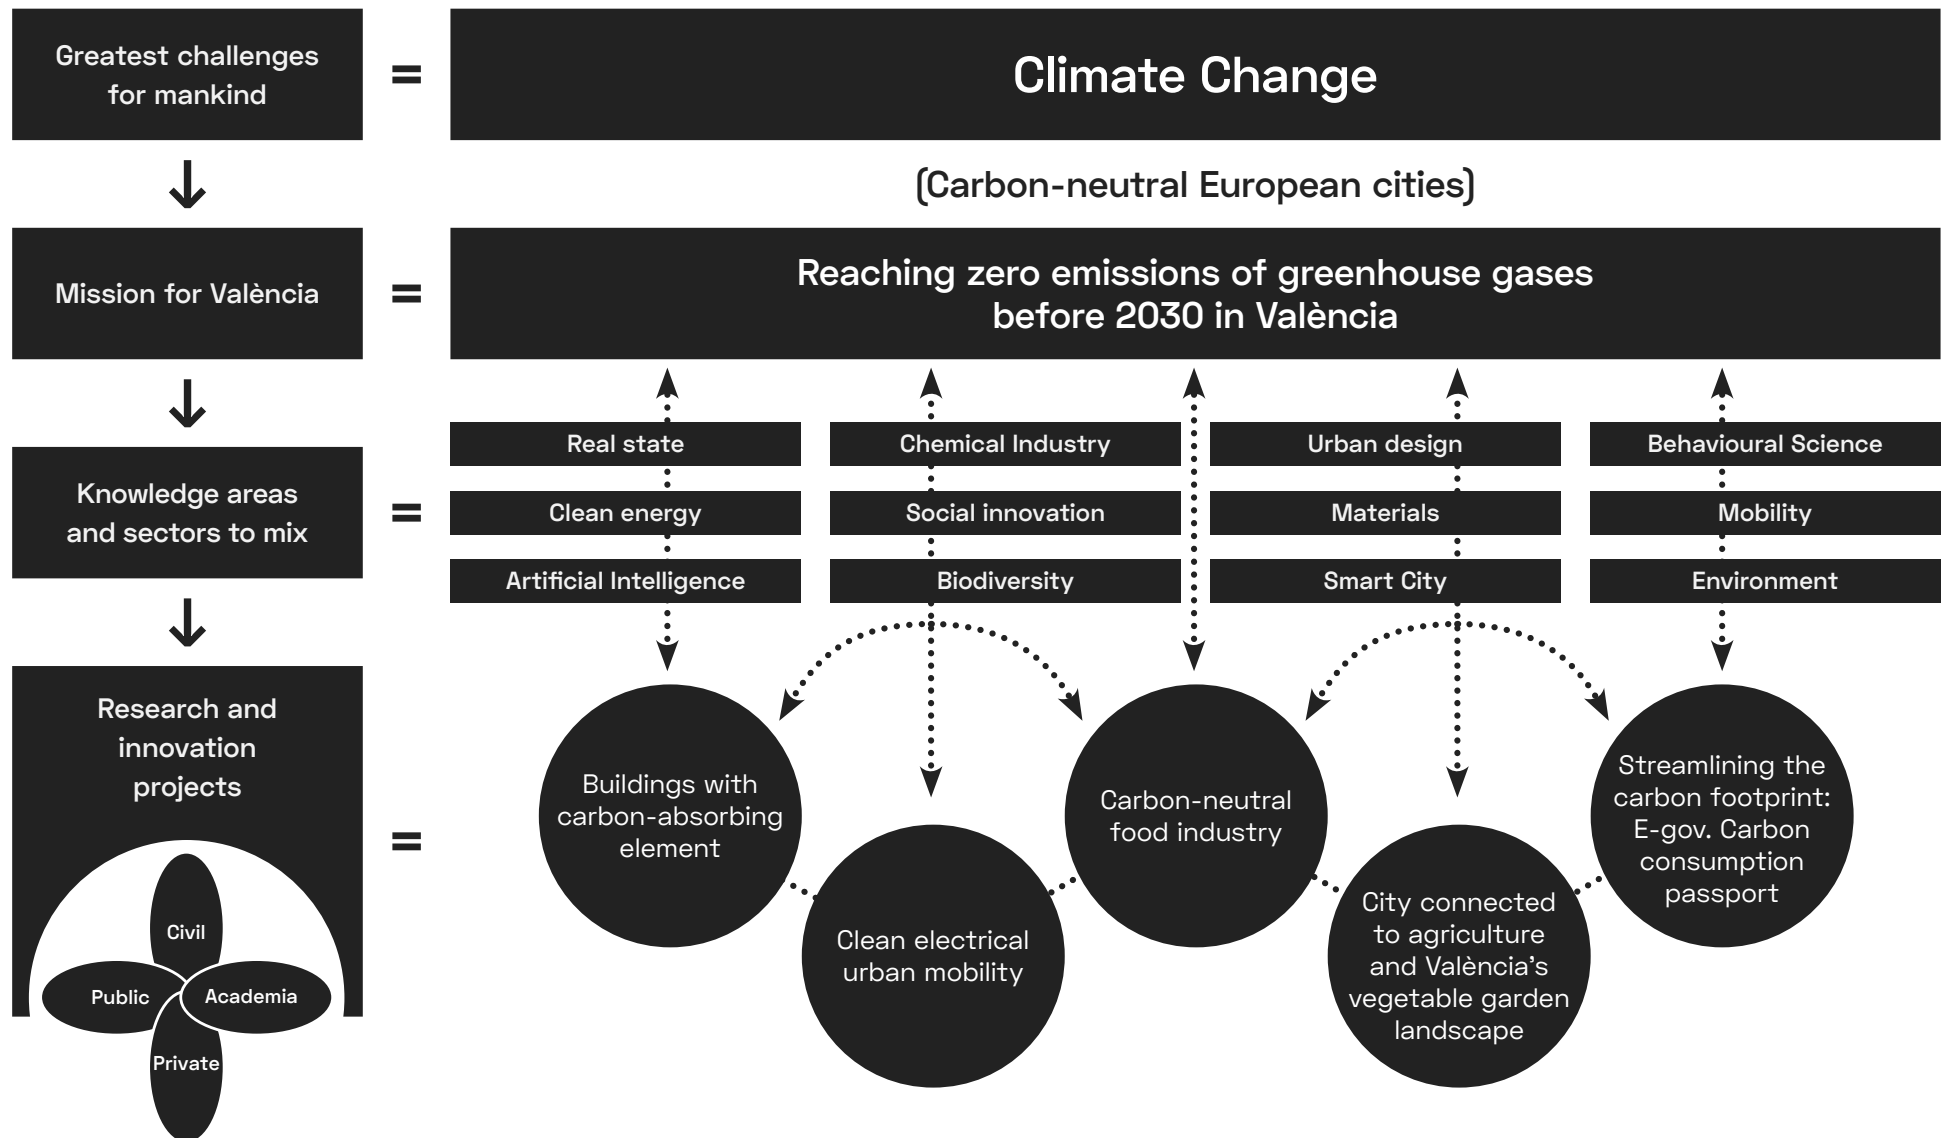 Greatest challenges
for mankind
=
Climate Change
(Carbon-neutral European cities)
Mission for València
=
Reaching zero emissions of greenhouse gases
before 2030 in València
Knowledge areas
and sectors to mix
=
Real state
Chemical Industry
Urban design
Behavioural Science
Clean energy
Social innovation
Materials
Mobility
Artificial Intelligence
Biodiversity
Smart City
Environment
Research and
innovation
projects
Civil
Public
Academia
Private
=
Buildings with
carbon-absorbing
element
Clean electrical
urban mobility
Carbon-neutral
food industry
City connected
to agriculture
and València’s
vegetable garden
landscape
Streamlining the
carbon footprint:
E-gov. Carbon
consumption
passport